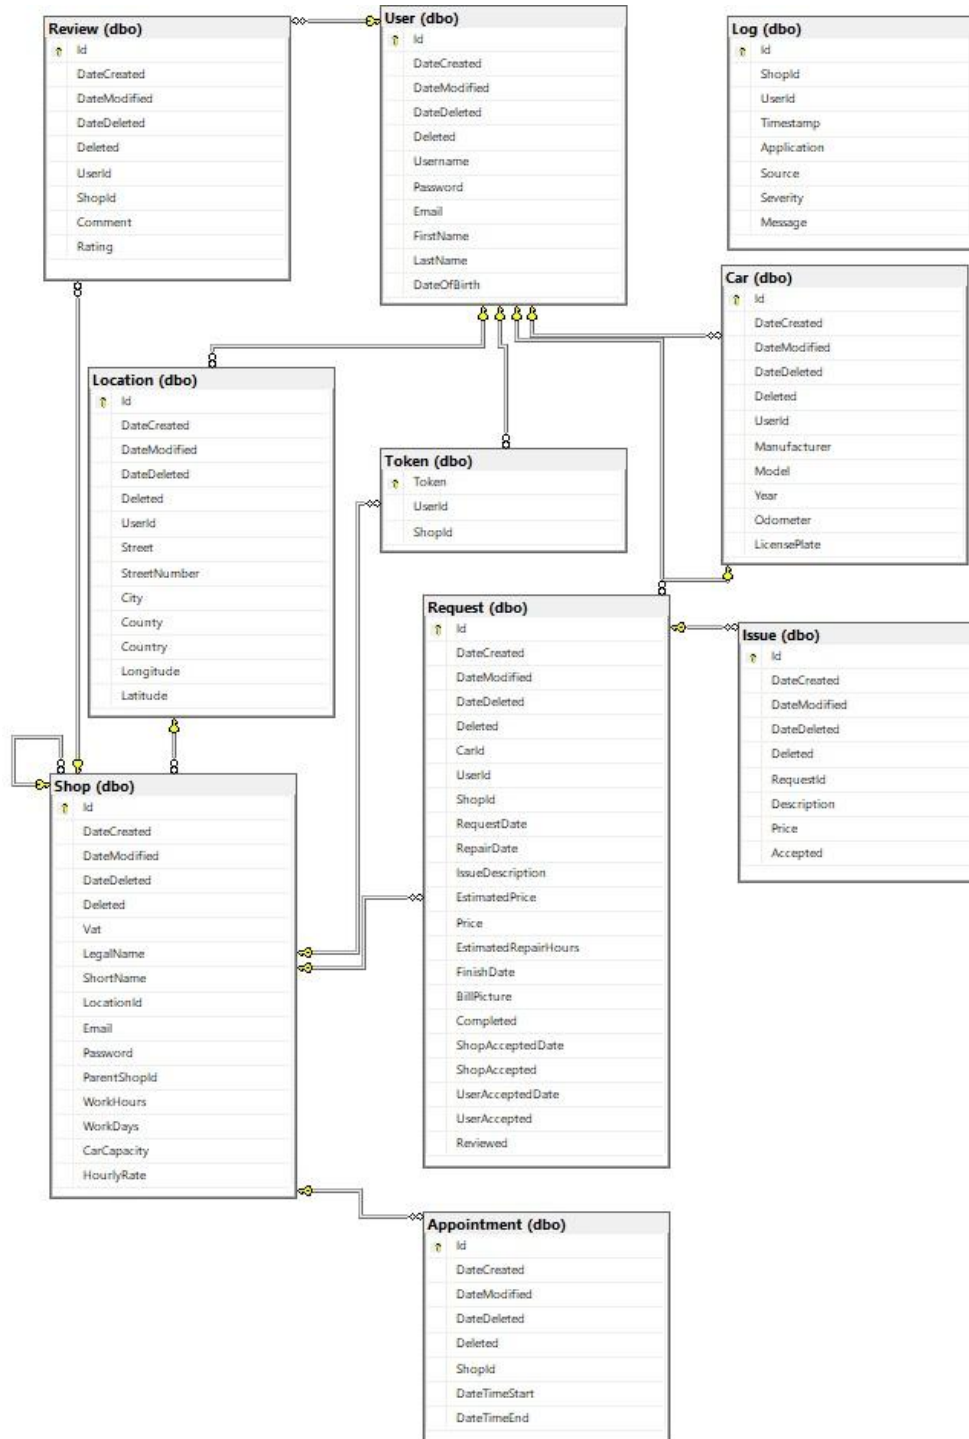 Review (dbo)
Id
DateCreated
DateModified
DateDeleted
Deleted
UserId
ShopId
Comment
Rating
User (dbo)
Id
DateCreated
DateModified
DateDeleted
Deleted
Username
Password
Email
FirstName
LastName
DateOfBirth
Log (dbo)
Id
ShopId
UserId
Timestamp
Application
Source
Severity
Message
Car (dbo)
Id
DateCreated
DateModified
DateDeleted
Deleted
UserId
Manufacturer
Model
Year
Odometer
LicensePlate
Location (dbo)
Id
DateCreated
DateModified
DateDeleted
Deleted
UserId
Street
StreetNumber
City
County
Country
Longitude
Latitude
Token (dbo)
Token
UserId
ShopId
Request (dbo)
Id
DateCreated
DateModified
DateDeleted
Deleted
CarId
UserId
ShopId
RequestDate
RepairDate
IssueDescription
EstimatedPrice
Price
EstimatedRepairHours
FinishDate
BillPicture
Completed
ShopAcceptedDate
ShopAccepted
UserAcceptedDate
UserAccepted
Reviewed
Issue (dbo)
Id
DateCreated
DateModified
DateDeleted
Deleted
RequestId
Description
Price
Accepted
Shop (dbo)
Id
DateCreated
DateModified
DateDeleted
Deleted
Vat
LegalName
ShortName
LocationId
Email
Password
ParentShopId
WorkHours
WorkDays
CarCapacity
HourlyRate
Appointment (dbo)
Id
DateCreated
DateModified
DateDeleted
Deleted
ShopId
DateTimeStart
DateTimeEnd